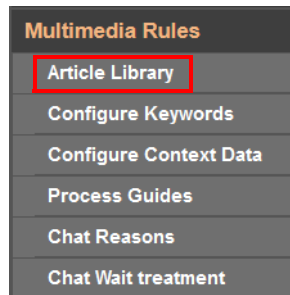 Multimedia Rules
Article Library
Configure Keywords
Configure Context Data
Process Guides
Chat Reasons
Chat Wait treatment